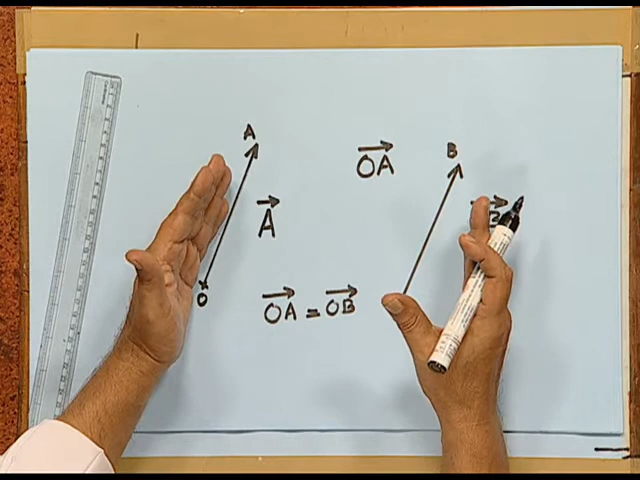 A
B
→OA
→A
→B
O
→OA = →OB